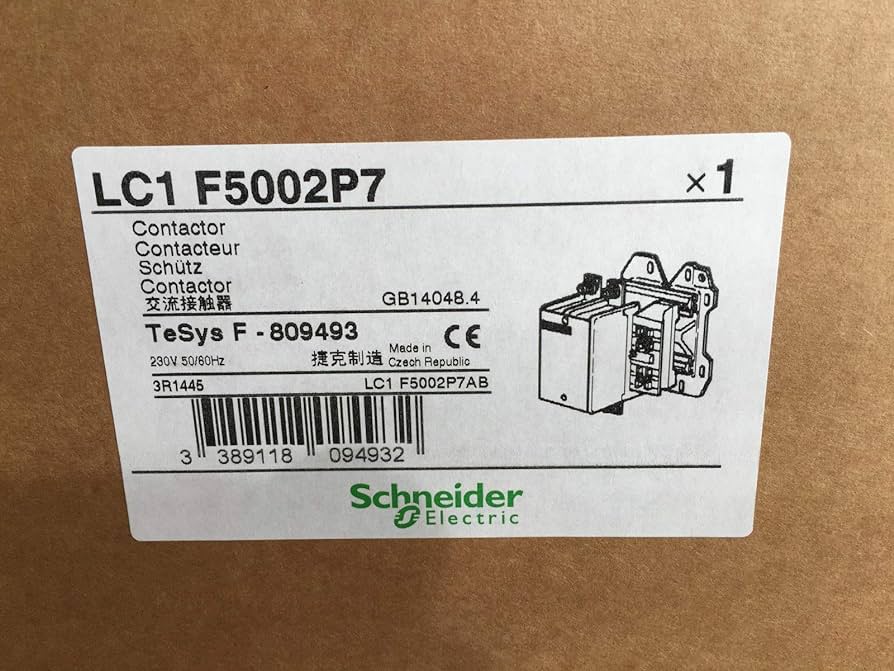 LC1 F5002P7 ×1
Contactor
Contacteur
Schütz
Contactor
交流接触器 GB14048.4
TeSys F - 809493 CE
230V 50/60Hz 捷克制造 Made in
Czech Republic
3R1445 LC1 F5002P7AB
3 389118 094932
Schneider
Electric